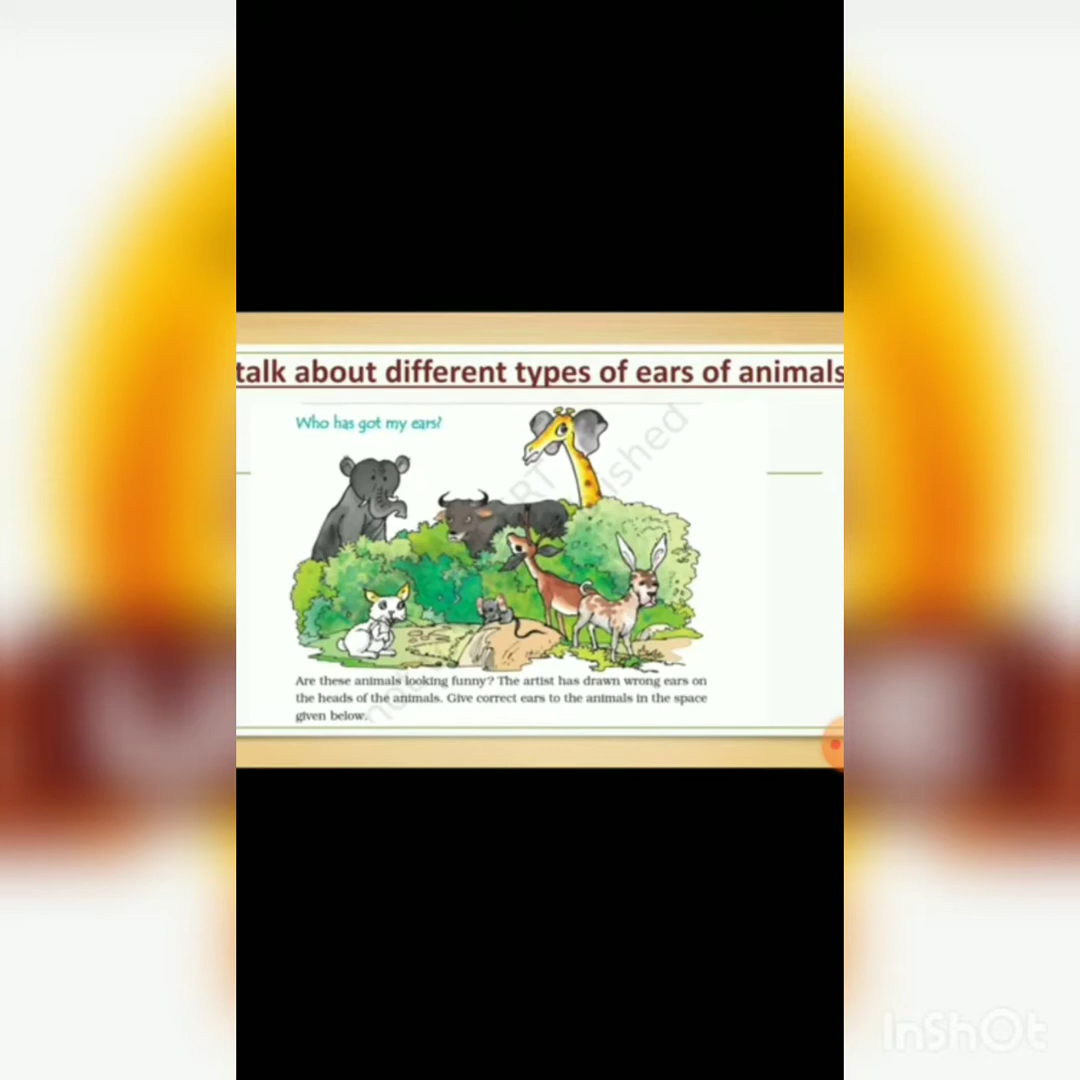 talk about different types of ears of animals
Who has got my ears?
Are these animals looking funny? The artist has drawn wrong ears on
the heads of the animals. Give correct ears to the animals in the space
given below.
InShOt